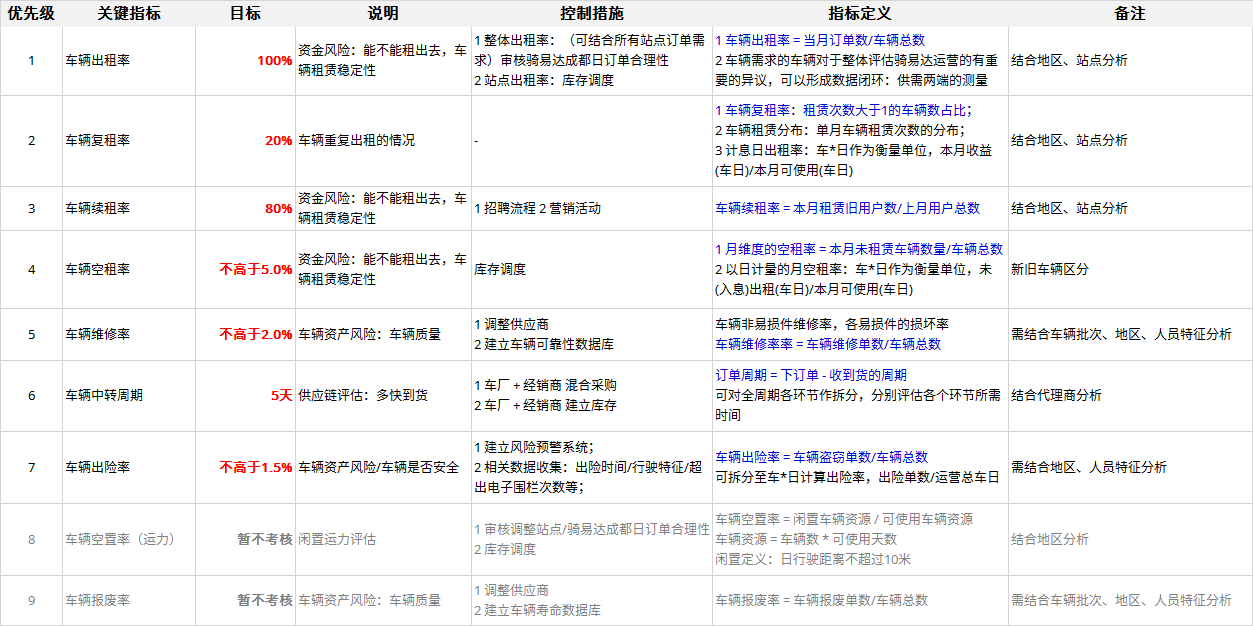 优先级 关键指标 目标 说明 控制措施 指标定义 备注
1 车辆出租率 100% 资金风险：能不能租出去，车
辆租赁稳定性
1 整体出租率：（可结合所有站点订单需
求）审核骑易达成都日订单合理性
2 站点出租率：库存调度
1 车辆出租率 = 当月订单数/车辆总数
2 车辆需求的车辆对于整体评估骑易达运营的有重
要的异议，可以形成数据闭环：供需两端的测量
结合地区、站点分析
2 车辆复租率 20% 车辆重复出租的情况 -
1 车辆复租率：租赁次数大于1的车辆数占比；
2 车辆租赁分布：单月车辆租赁次数的分布；
3 计息日出租率：车*日作为衡量单位，本月收益
(车日)/本月可使用(车日)
结合地区、站点分析
3 车辆续租率 80% 资金风险：能不能租出去，车
辆租赁稳定性
1 招聘流程 2 营销活动
车辆续租率 = 本月租赁旧用户数/上月用户总数
结合地区、站点分析
4 车辆空租率 不高于5.0% 资金风险：能不能租出去，车
辆租赁稳定性
库存调度
1 月维度的空租率 = 本月未租赁车辆数量/车辆总数
2 以日计量的月空租率：车*日作为衡量单位，未
(入息)出租(车日)/本月可使用(车日)
新旧车辆区分
5 车辆维修率 不高于2.0% 车辆资产风险：车辆质量
1 调整供应商
2 建立车辆可靠性数据库
车辆非易损件维修率，各易损件的损坏率
车辆维修率率 = 车辆维修单数/车辆总数
需结合车辆批次、地区、人员特征分析
6 车辆中转周期 5天 供应链评估：多快到货
1 车厂 + 经销商 混合采购
2 车厂 + 经销商 建立库存
订单周期 = 下订单 - 收到货的周期
可对全周期各环节作拆分，分别评估各个环节所需
时间
结合代理商分析
7 车辆出险率 不高于1.5% 车辆资产风险/车辆是否安全
1 建立风险预警系统；
2 相关数据收集：出险时间/行驶特征/超
出电子围栏次数等；
车辆出险率 = 车辆盗窃单数/车辆总数
可拆分至车*日计算出险率，出险单数/运营总车日
需结合地区、人员特征分析
8 车辆空置率（运力） 暂不考核 闲置运力评估
1 审核调整站点/骑易达成都日订单合理性
2 库存调度
车辆空置率 = 闲置车辆资源 / 可使用车辆资源
车辆资源 = 车辆数 * 可使用天数
闲置定义：日行驶距离不超过10米
结合地区分析
9 车辆报废率 暂不考核 车辆资产风险：车辆质量
1 调整供应商
2 建立车辆寿命数据库
车辆报废率 = 车辆报废单数/车辆总数
需结合车辆批次、地区、人员特征分析